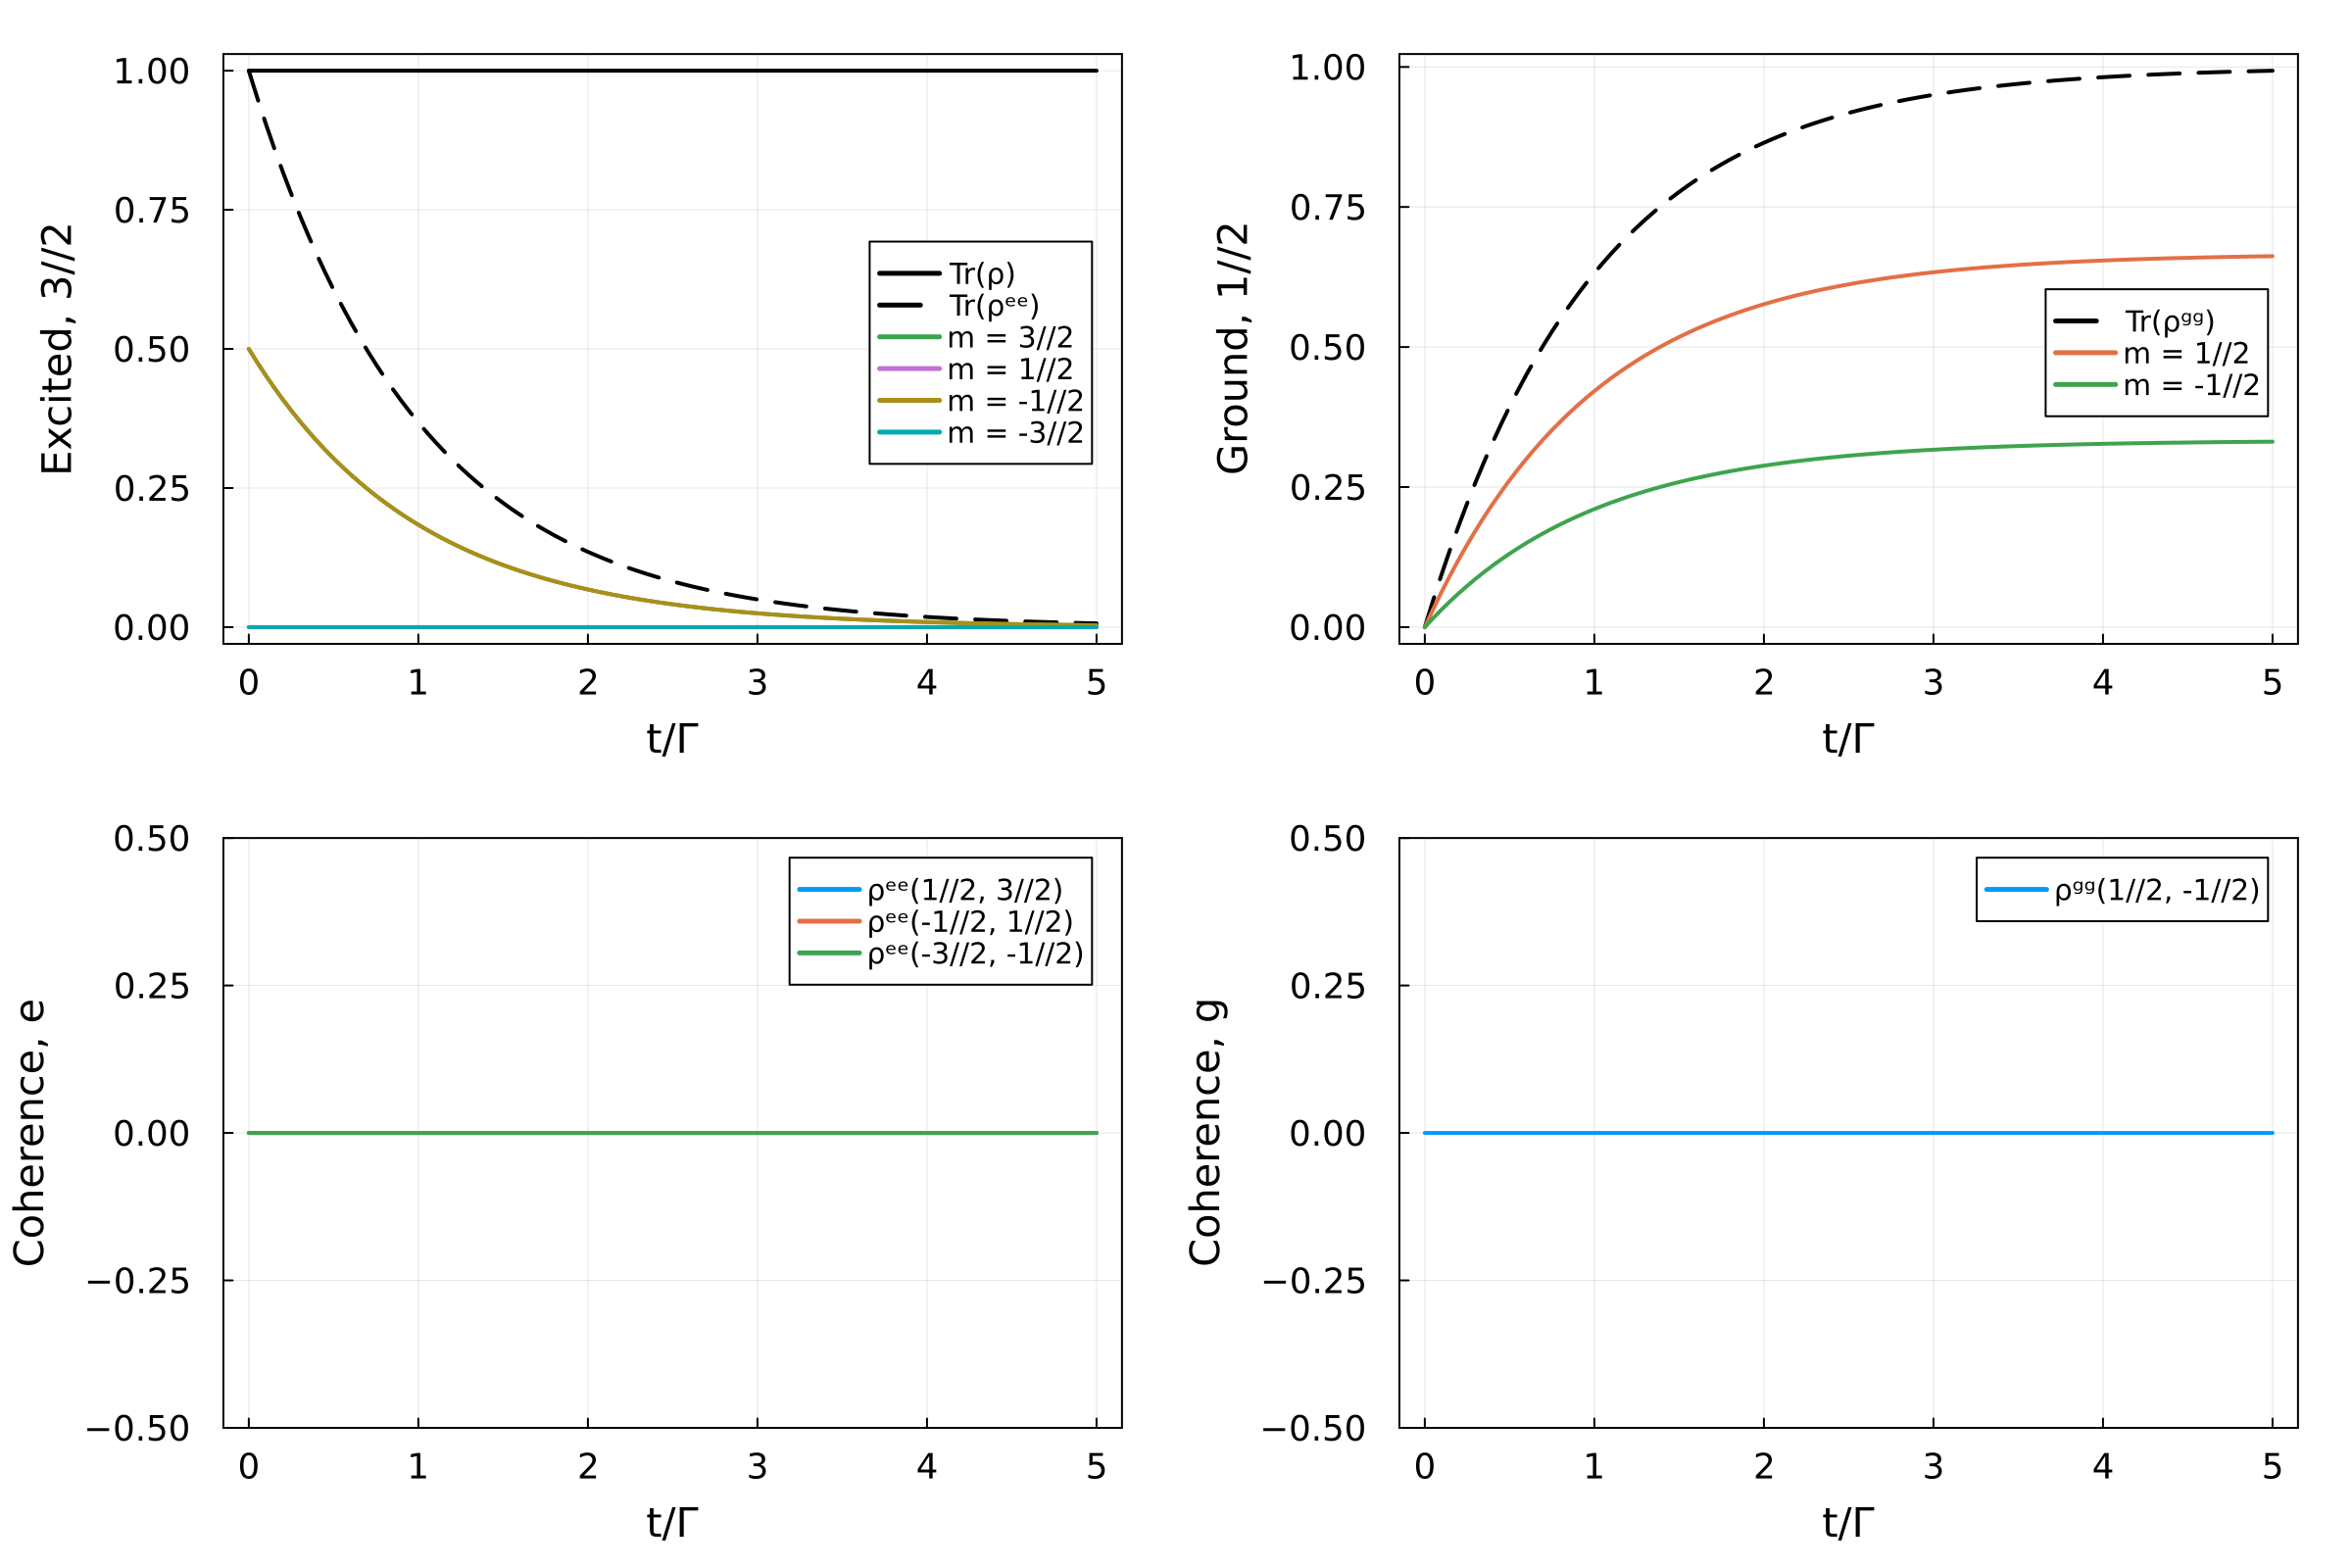 Excited, 3//2
1.00
0.75
0.50
0.25
0.00
Tr(ρ)
Tr(ρᵉᵉ)
m = 3//2
m = 1//2
m = -1//2
m = -3//2
0 1 2 3 4 5
t/Γ
Ground, 1//2
1.00
0.75
0.50
0.25
0.00
Tr(ρᵍᵍ)
m = 1//2
m = -1//2
0 1 2 3 4 5
t/Γ
Coherence, e
0.50
0.25
0.00
−0.25
−0.50
ρᵉᵉ(1//2, 3//2)
ρᵉᵉ(-1//2, 1//2)
ρᵉᵉ(-3//2, -1//2)
0 1 2 3 4 5
t/Γ
Coherence, g
0.50
0.25
0.00
−0.25
−0.50
ρᵍᵍ(1//2, -1//2)
0 1 2 3 4 5
t/Γ